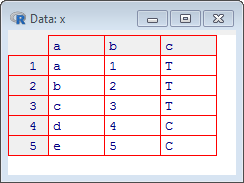 R Data: x
a b c
1 a 1 T
2 b 2 T
3 c 3 T
4 d 4 C
5 e 5 C